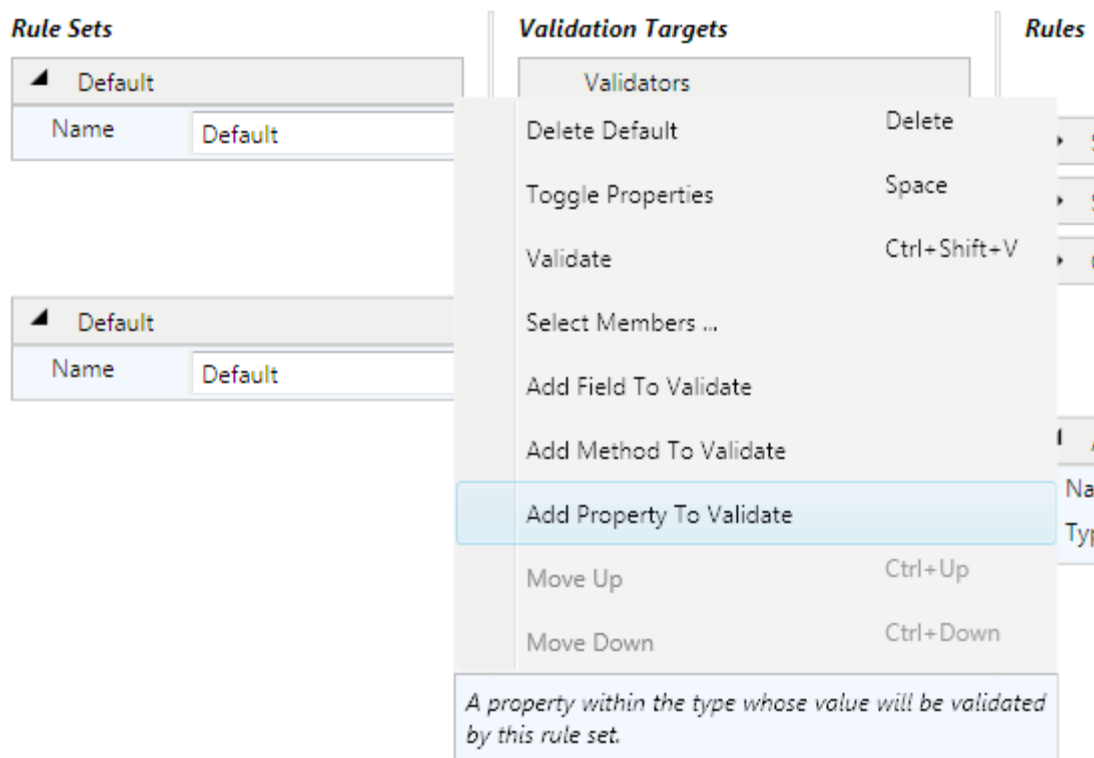 Rule Sets
Validation Targets
Rules
Default
Validators
Name
Default
Delete Default
Delete
Toggle Properties
Space
Validate
Ctrl+Shift+V
Default
Select Members ...
Name
Default
Add Field To Validate
Add Method To Validate
Add Property To Validate
Move Up
Ctrl+Up
Move Down
Ctrl+Down
A property within the type whose value will be validated
by this rule set.